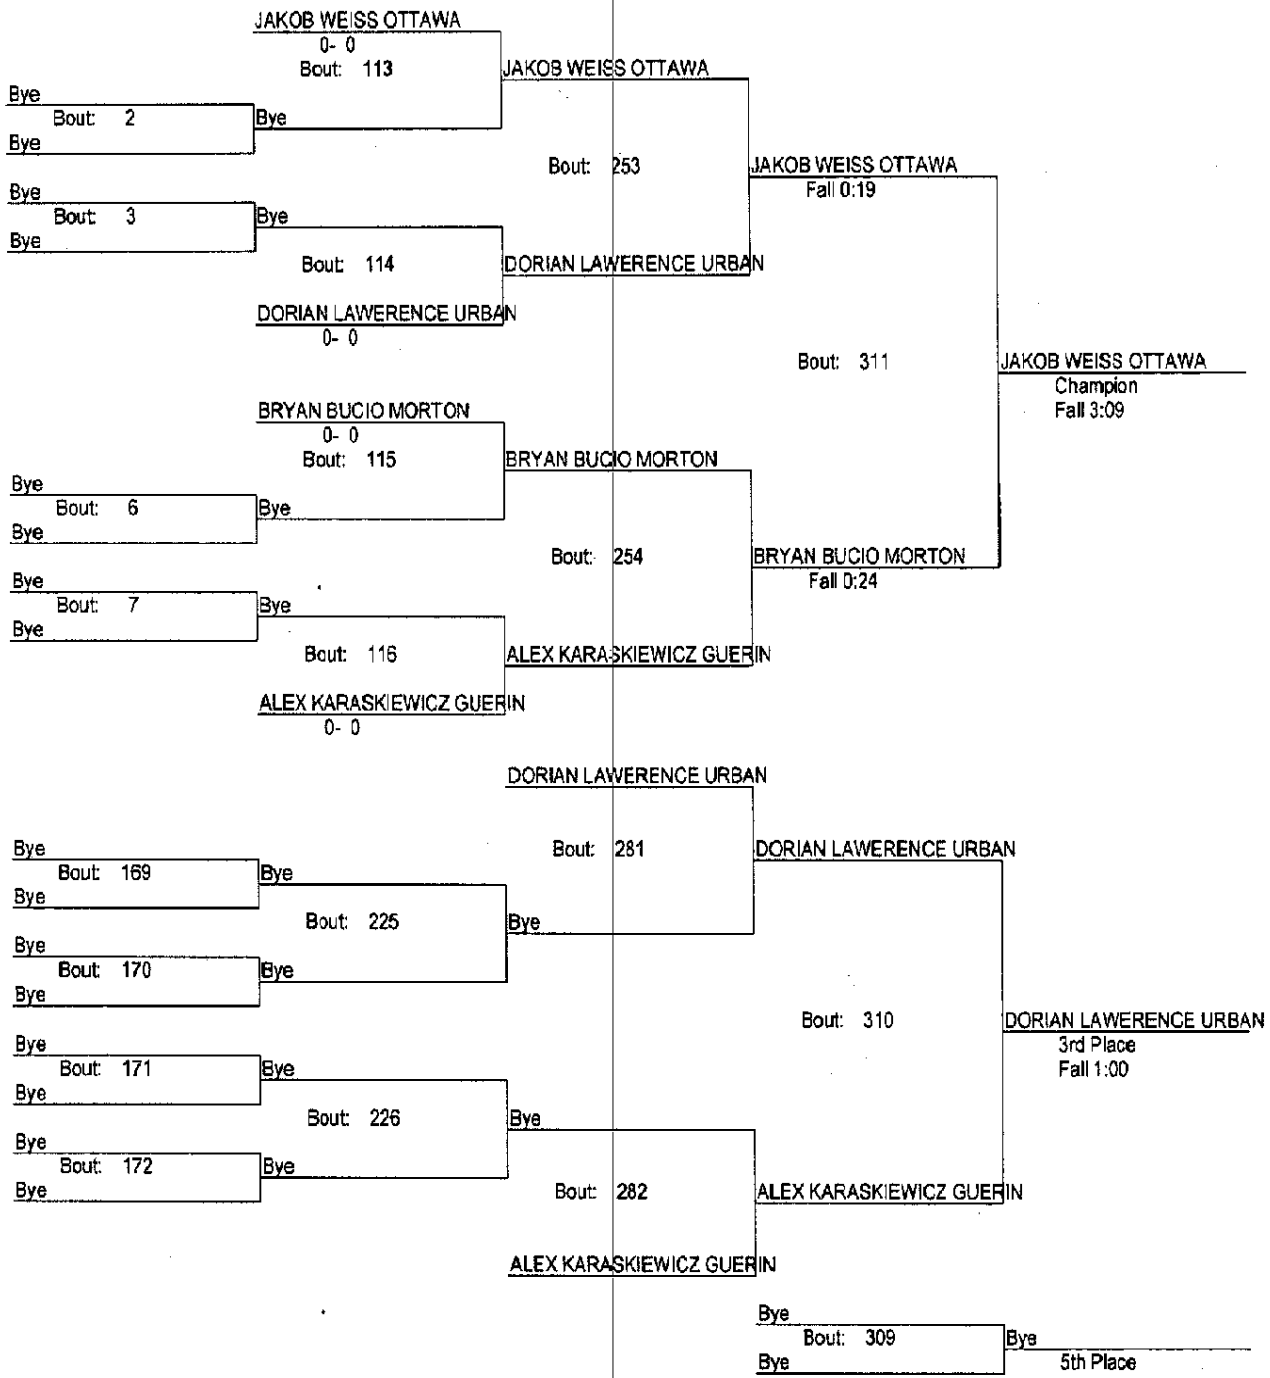 JAKOB WEISS OTTAWA
0- 0
Bout: 113
JAKOB WEISS OTTAWA
Bye
Bout: 2
Bye
Bye
Bout: 253
JAKOB WEISS OTTAWA
Fall 0:19
Bye
Bout: 3
Bye
Bye
Bout: 114
DORIAN LAWERENCE URBAN
DORIAN LAWERENCE URBAN
0- 0
Bout: 311
JAKOB WEISS OTTAWA
Champion
Fall 3:09
BRYAN BUCIO MORTON
0- 0
Bout: 115
BRYAN BUCIO MORTON
Bye
Bout: 6
Bye
Bye
Bout: 254
BRYAN BUCIO MORTON
Fall 0:24
Bye
Bout: 7
Bye
Bye
Bout: 116
ALEX KARASKIEWICZ GUERIN
ALEX KARASKIEWICZ GUERIN
0- 0
DORIAN LAWERENCE URBAN
Bout: 281
DORIAN LAWERENCE URBAN
Bye
Bout: 169
Bye
Bye
Bout: 225
Bye
Bye
Bout: 170
Bye
Bye
Bout: 310
DORIAN LAWERENCE URBAN
3rd Place
Fall 1:00
Bye
Bout: 171
Bye
Bye
Bout: 226
Bye
Bye
Bout: 172
Bye
Bye
Bout: 282
ALEX KARASKIEWICZ GUERIN
ALEX KARASKIEWICZ GUERIN
Bye
Bout: 309
Bye
Bye
5th Place